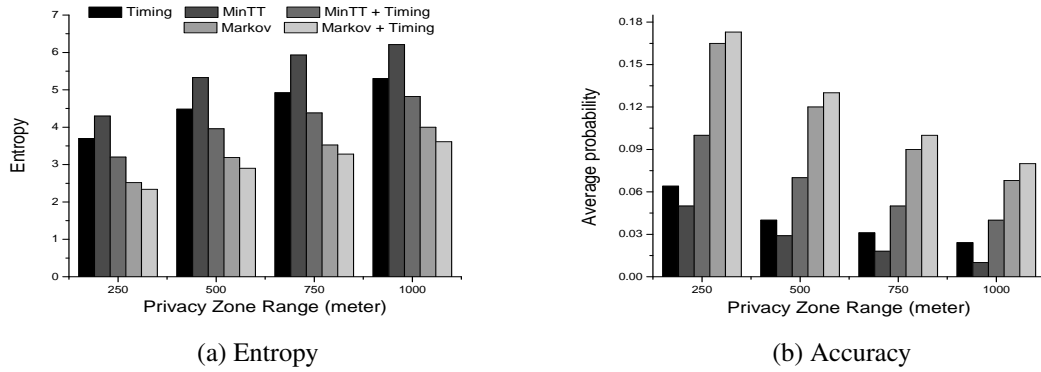 Timing MinTT MinTT + Timing
Markov Markov + Timing
7
6
5
4
3
2
1
0
Entropy
250 500 750 1000
Privacy Zone Range (meter)
(a) Entropy
0.18
0.15
0.12
0.09
0.06
0.03
0.00
Average probability
250 500 750 1000
Privacy Zone Range (meter)
(b) Accuracy